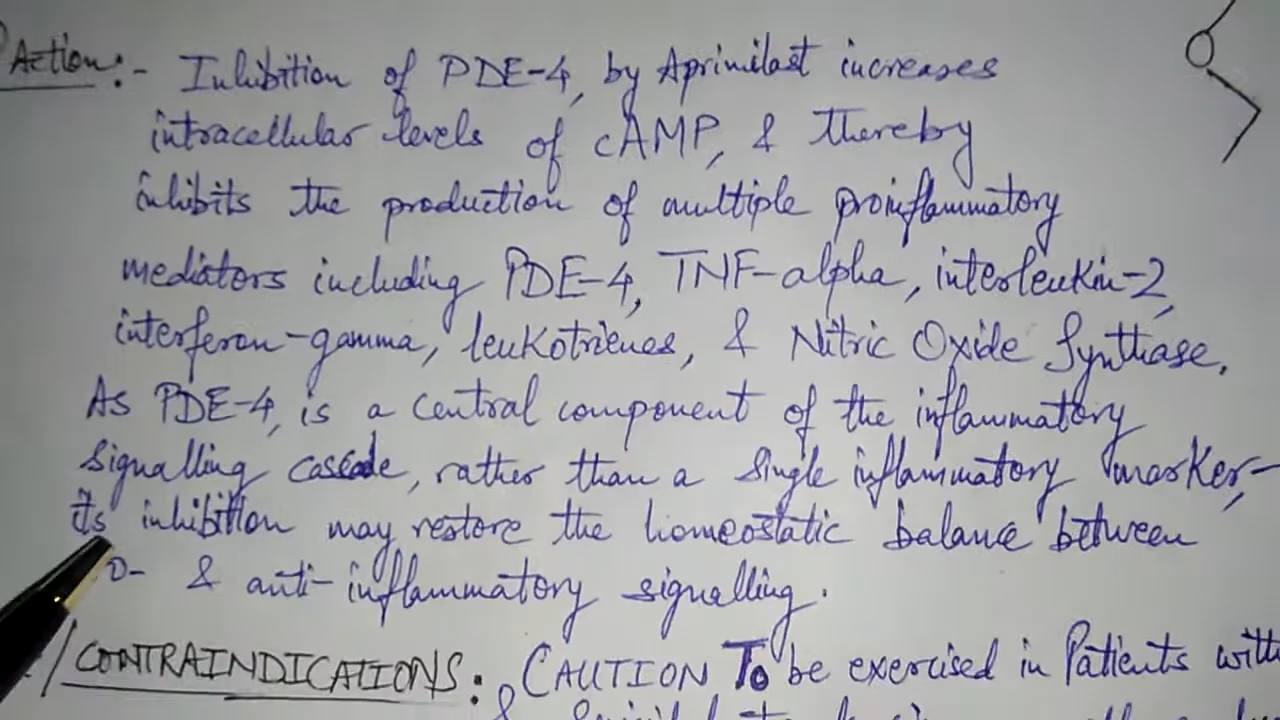 Action:- Inhibition of PDE-4, by Aprimilast increases
intracellular levels of cAMP, & thereby
inhibits the production of multiple proinflammatory
mediators including PDE-4, TNF-alpha, interleukin-2,
interferon-gamma, leukotrienes, & Nitric Oxide Synthase.
As PDE-4, is a central component of the inflammatory
Signalling cascade, rather than a single inflammatory marker,-
its inhibition may restore the homeostatic balance between
& anti-inflammatory signalling.
/CONTRAINDICATIONS: CAUTION To be exercised in Patients with
&